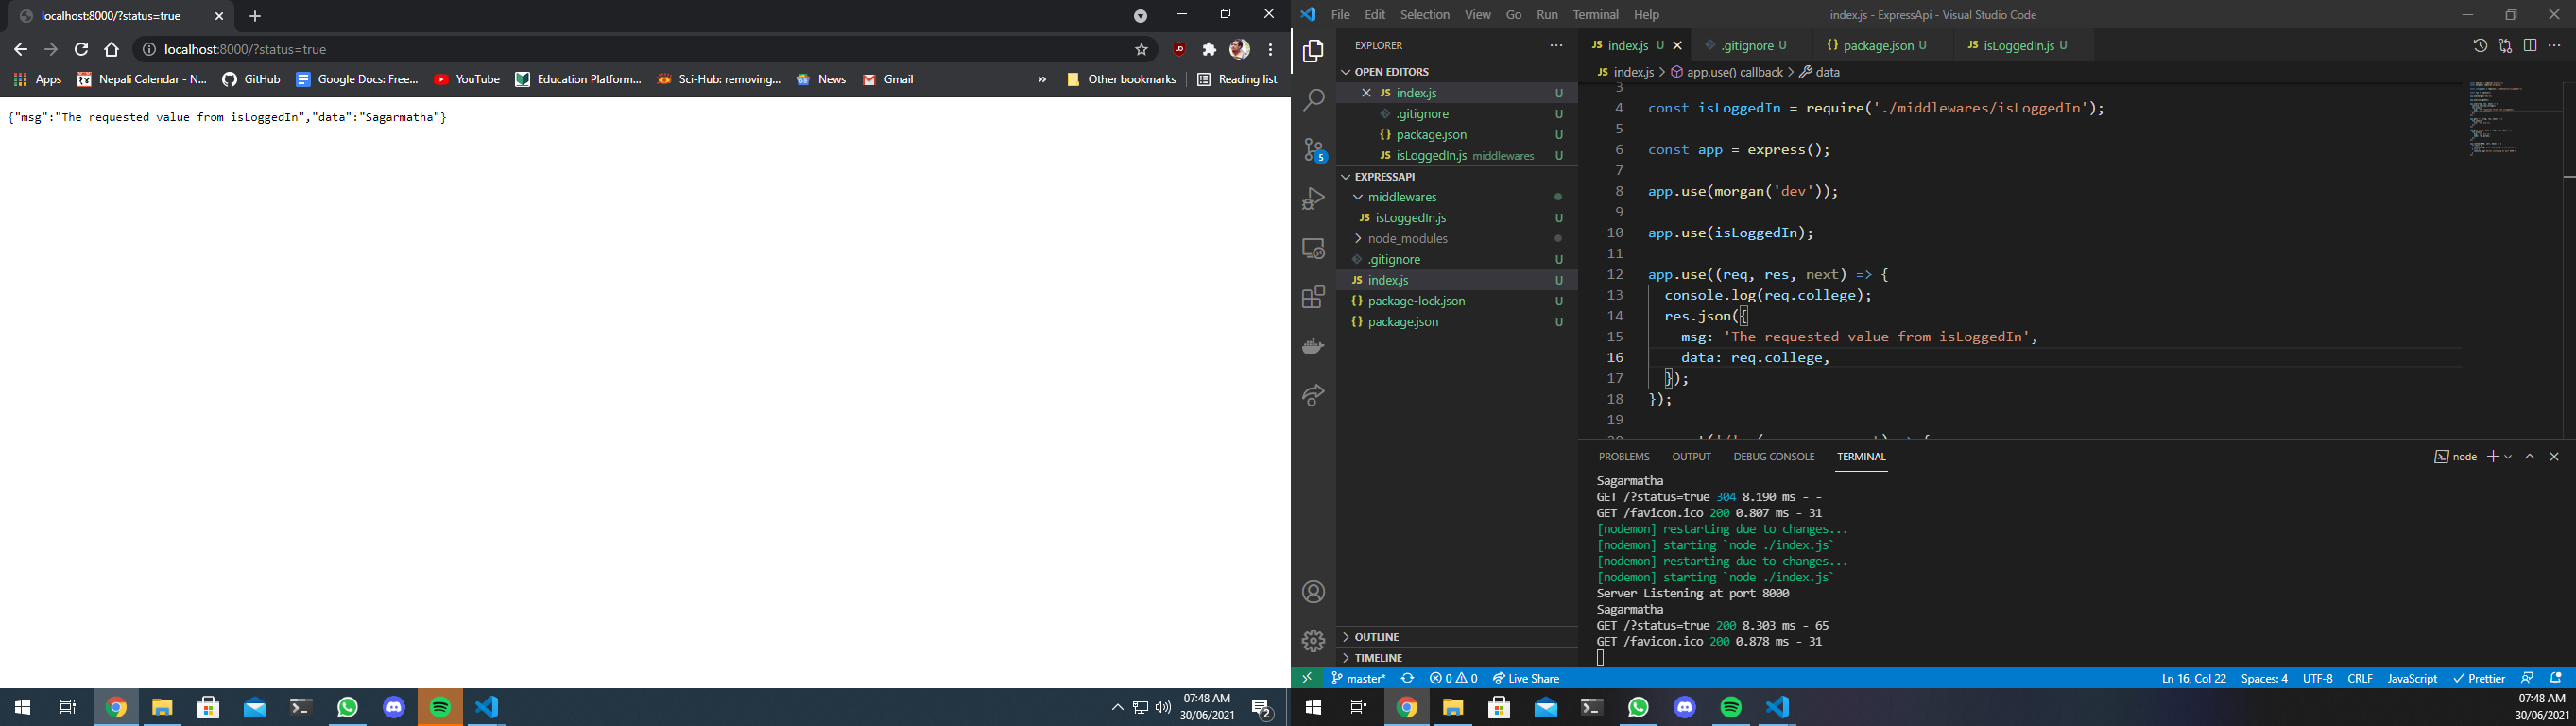 localhost:8000/?status=true
localhost:8000/?status=true
Apps
Nepali Calendar - N...
GitHub
Google Docs: Free...
YouTube
Education Platform...
Sci-Hub: removing...
News
Gmail
»
Other bookmarks
Reading list
{"msg":"The requested value from isLoggedIn","data":"Sagarmatha"}
07:48 AM
30/06/2021
2
File Edit Selection View Go Run Terminal Help
index.js - ExpressApi - Visual Studio Code
EXPLORER
OPEN EDITORS
JS index.js U
.gitignore U
{} package.json U
JS isLoggedIn.js middlewares U
EXPRESSAPI
middlewares
JS isLoggedIn.js U
node_modules
.gitignore U
JS index.js U
{} package-lock.json U
{} package.json U
OUTLINE
TIMELINE
5
JS index.js U
.gitignore U
{} package.json U
JS isLoggedIn.js U
JS index.js > app.use() callback > data
3
4 const isLoggedIn = require('./middlewares/isLoggedIn');
5
6 const app = express();
7
8 app.use(morgan('dev'));
9
10 app.use(isLoggedIn);
11
12 app.use((req, res, next) => {
13 console.log(req.college);
14 res.json({
15 msg: 'The requested value from isLoggedIn',
16 data: req.college,
17 });
18 });
19
PROBLEMS OUTPUT DEBUG CONSOLE TERMINAL
node
Sagarmatha
GET /?status=true 304 8.190 ms - -
GET /favicon.ico 200 0.807 ms - 31
[nodemon] restarting due to changes...
[nodemon] starting `node ./index.js`
[nodemon] restarting due to changes...
[nodemon] starting `node ./index.js`
Server Listening at port 8000
Sagarmatha
GET /?status=true 200 8.303 ms - 65
GET /favicon.ico 200 0.878 ms - 31
master*
0 0
Live Share
Ln 16, Col 22
Spaces: 4
UTF-8
CRLF
JavaScript
Prettier
07:48 AM
30/06/2021